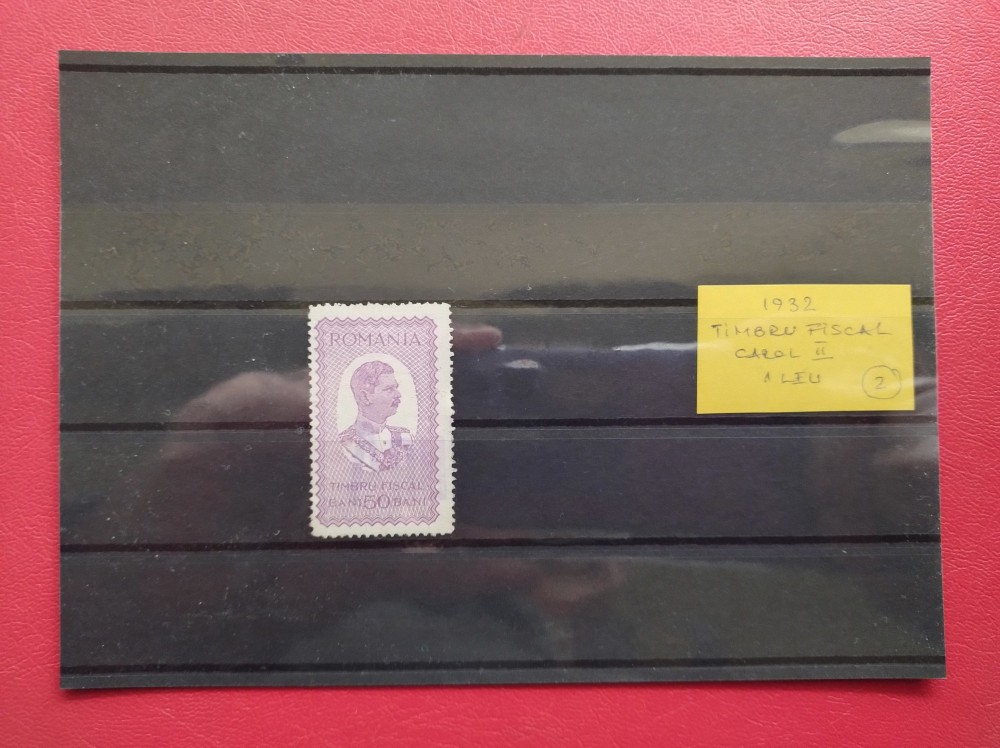 ROMANIA
TIMBRU FISCAL
BANI 50 BANI
1932
TIMBRU FISCAL
CAROL II
1 LEU
2